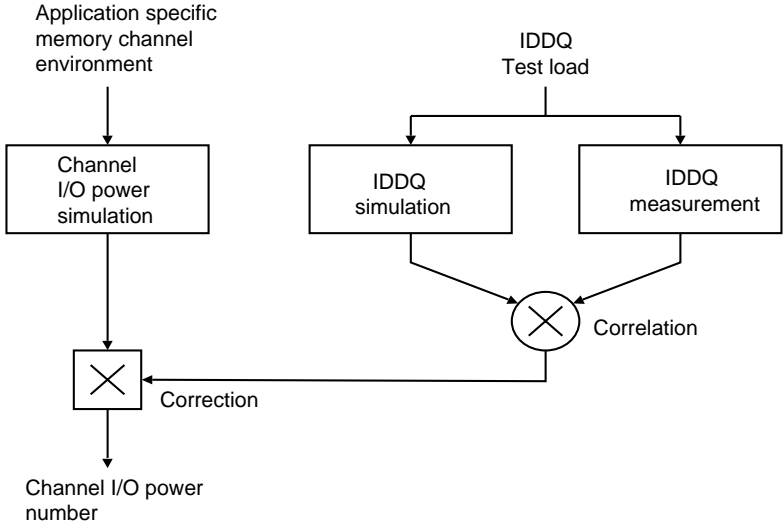 Application specific
memory channel
environment
IDDQ
Test load
Channel
I/O power
simulation
IDDQ
simulation
IDDQ
measurement
Correlation
Correction
Channel I/O power
number